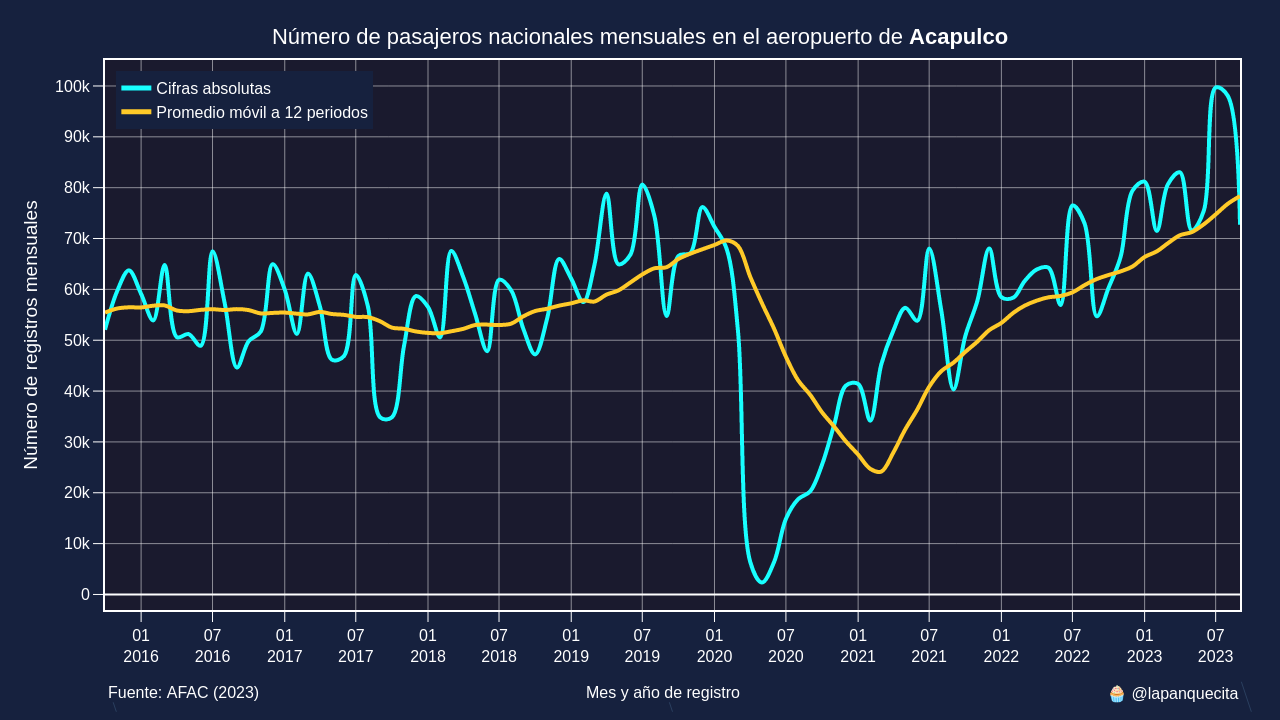 Número de pasajeros nacionales mensuales en el aeropuerto de Acapulco
Cifras absolutas
Promedio móvil a 12 periodos
Número de registros mensuales
100k
90k
80k
70k
60k
50k
40k
30k
20k
10k
0
01 07 01 07 01 07 01 07 01 07 01 07 01 07 01 07
2016 2016 2017 2017 2018 2018 2019 2019 2020 2020 2021 2021 2022 2022 2023 2023
Fuente: AFAC (2023) Mes y año de registro 🧁 @lapanquecita